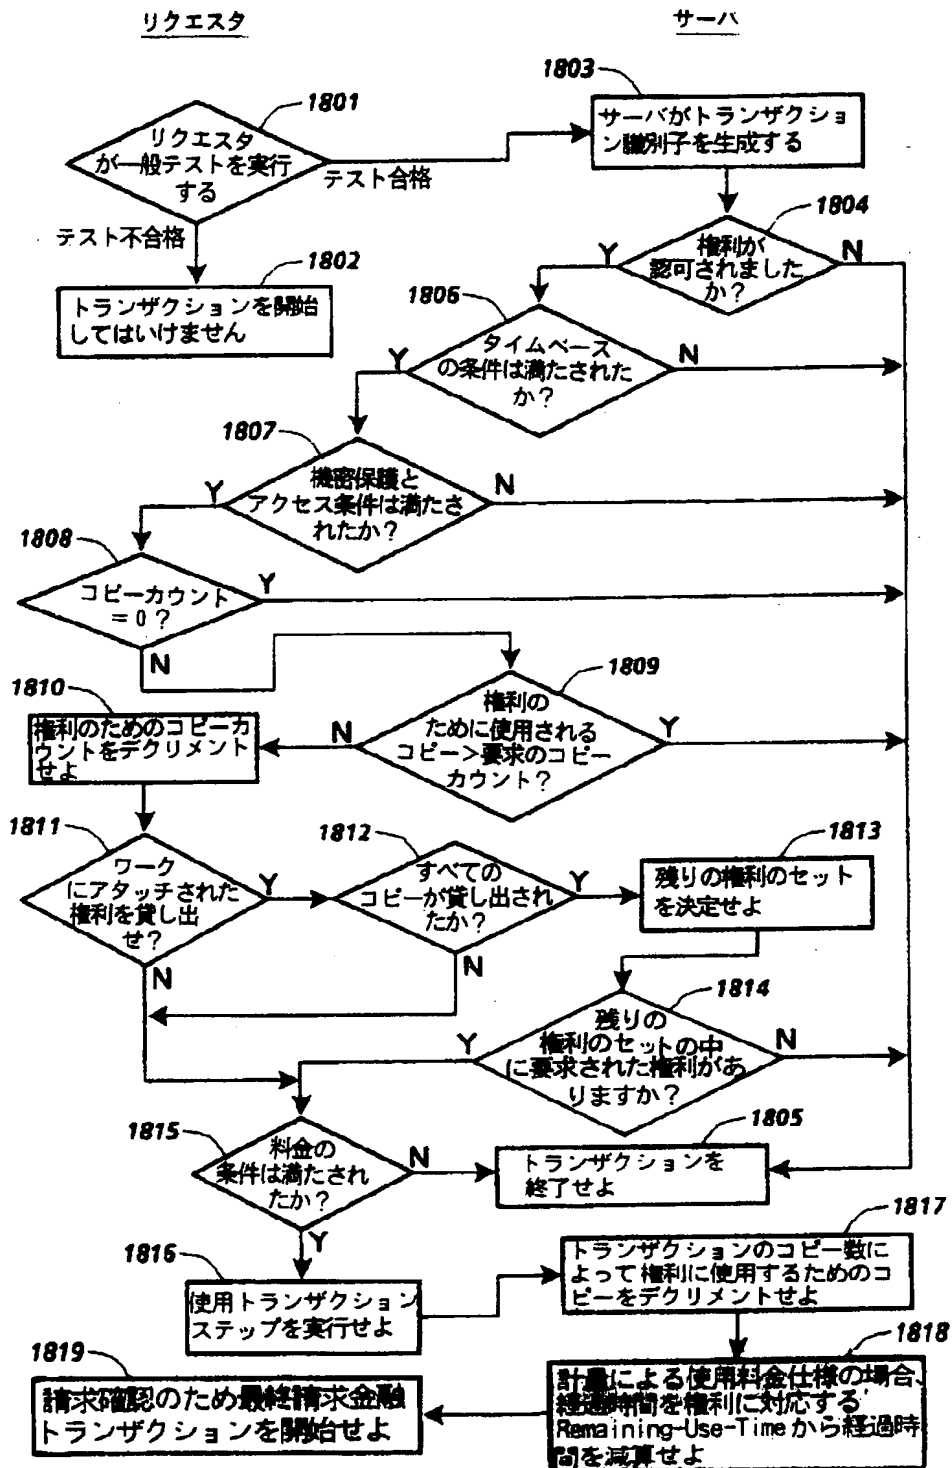 リクエスタ
サーバ
1801
リクエスタ
が一般テストを実行
する
テスト合格
テスト不合格
1802
トランザクションを開始
してはいけません
1803
サーバがトランザクショ
ン識別子を生成する
1804
権利が
認可されました
か？
Y
N
1806
タイムベース
の条件は満たされた
か？
Y
N
1807
機密保護と
アクセス条件は満たさ
れたか？
Y
N
1808
コピーカウント
＝０？
Y
N
1809
権利の
ために使用される
コピー＞要求のコピー
カウント？
N
Y
1810
権利のためのコピーカ
ウントをデクリメント
せよ
1811
ワーク
にアタッチされた
権利を貸し出
せ？
Y
N
1812
すべての
コピーが貸し出され
たか？
Y
N
1813
残りの権利のセット
を決定せよ
1814
残りの
権利のセットの中
に要求された権利があ
りますか？
Y
N
1815
料金の
条件は満たされ
たか？
N
Y
1805
トランザクションを
終了せよ
1816
使用トランザクション
ステップを実行せよ
1817
トランザクションのコピー数に
よって権利に使用するためのコ
ピーをデクリメントせよ
1818
計量による使用料金仕様の場合、
経過時間を権利に対応する
Remaining-Use-Timeから経過時
間を減算せよ
1819
請求確認のため最終請求金融
トランザクションを開始せよ